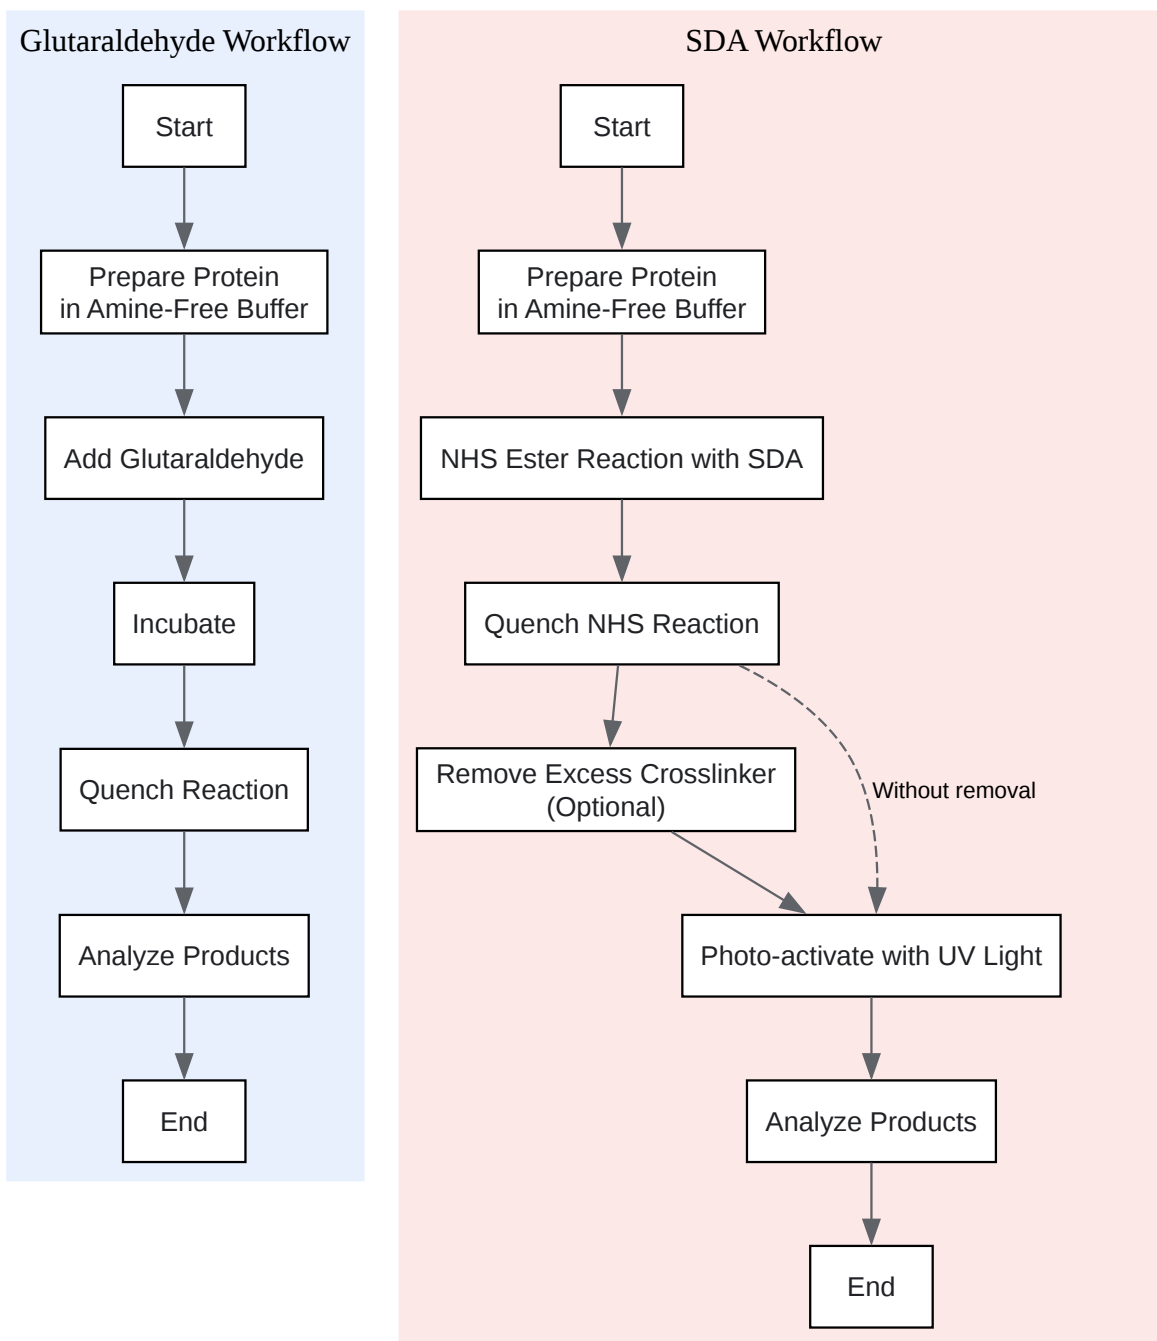 Glutaraldehyde Workflow
Start
Prepare Protein
in Amine-Free Buffer
Add Glutaraldehyde
Incubate
Quench Reaction
Analyze Products
End
SDA Workflow
Start
Prepare Protein
in Amine-Free Buffer
NHS Ester Reaction with SDA
Quench NHS Reaction
Remove Excess Crosslinker
(Optional)
Without removal
Photo-activate with UV Light
Analyze Products
End